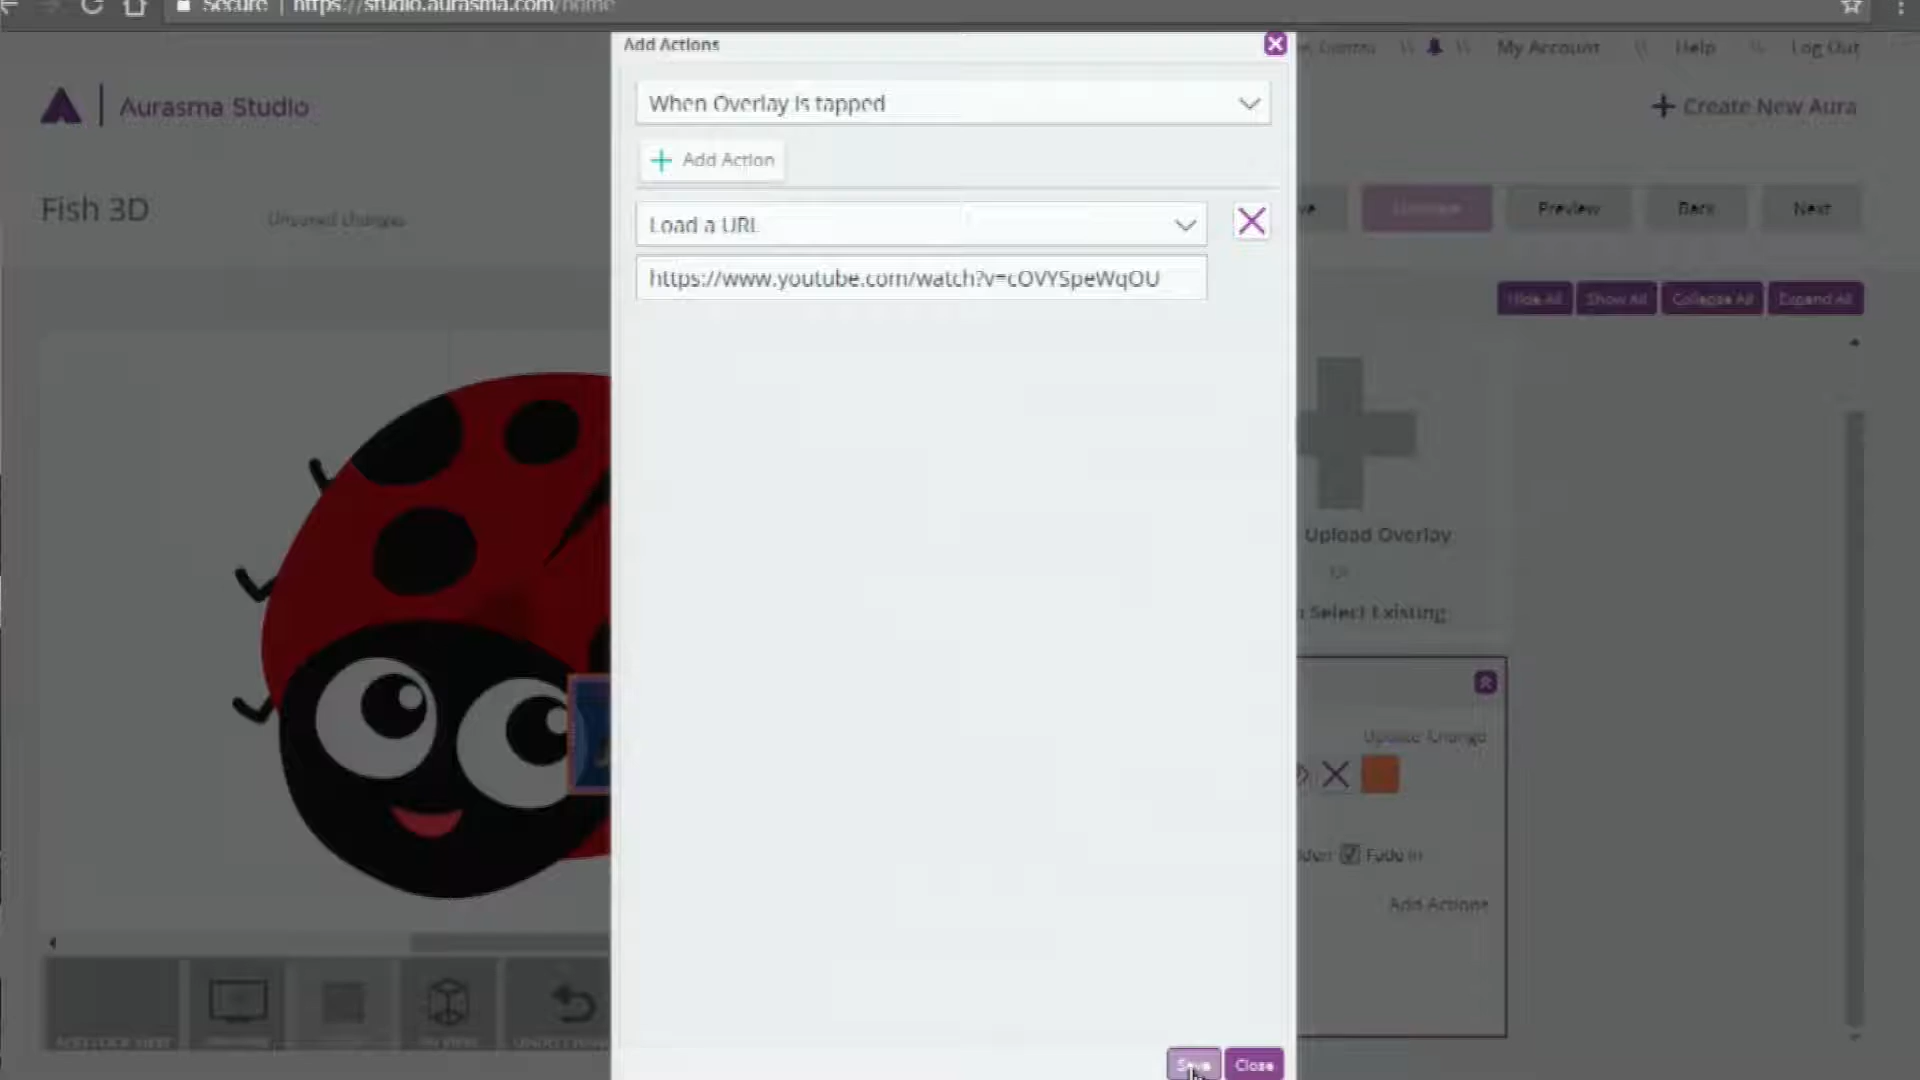 Secure | https://studio.aurasma.com/home
Add Actions
My Account
Help
Log Out
When Overlay is tapped
Aurasma Studio
Create New Aura
Add Action
Fish 3D
Unsaved changes
Load a URL
Preview
Back
Next
https://www.youtube.com/watch?v=cOVYSpeWqOU
Hide All
Show All
Collapse All
Expand All
Upload Overlay
Select Existing
Fade in
Add Actions
Save
Close